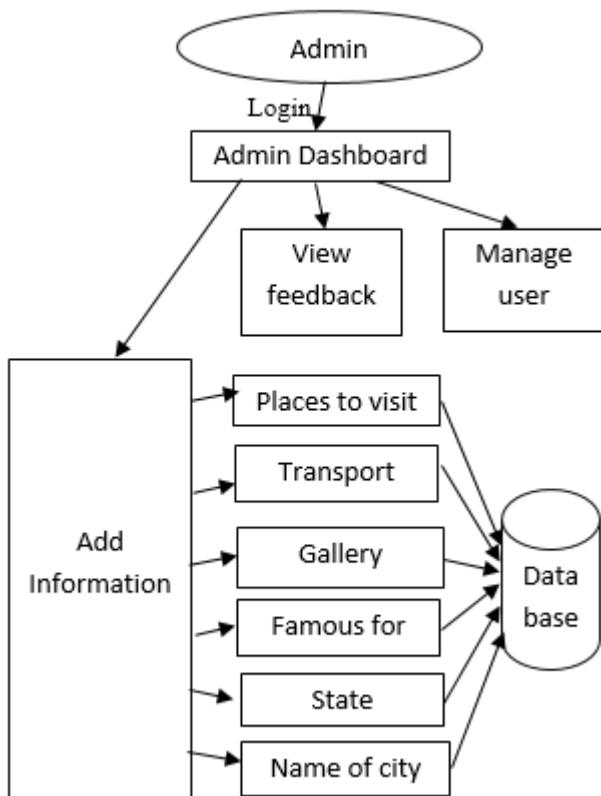 Admin
Login
Admin Dashboard
View
feedback
Manage
user
Add
Information
Places to visit
Transport
Gallery
Famous for
State
Name of city
Data
base